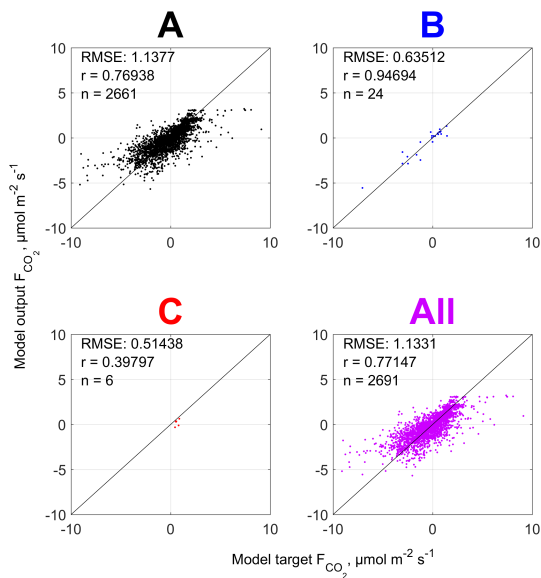 A
B
RMSE: 1.1377
r = 0.76938
n = 2661
10
5
0
-5
-10
-10
0
10
RMSE: 0.63512
r = 0.94694
n = 24
10
5
0
-5
-10
-10
0
10
Model output F_CO_2, µmol m^-2 s^-1
C
All
RMSE: 0.51438
r = 0.39797
n = 6
10
5
0
-5
-10
-10
0
10
RMSE: 1.1331
r = 0.77147
n = 2691
10
5
0
-5
-10
-10
0
10
Model target F_CO_2, µmol m^-2 s^-1